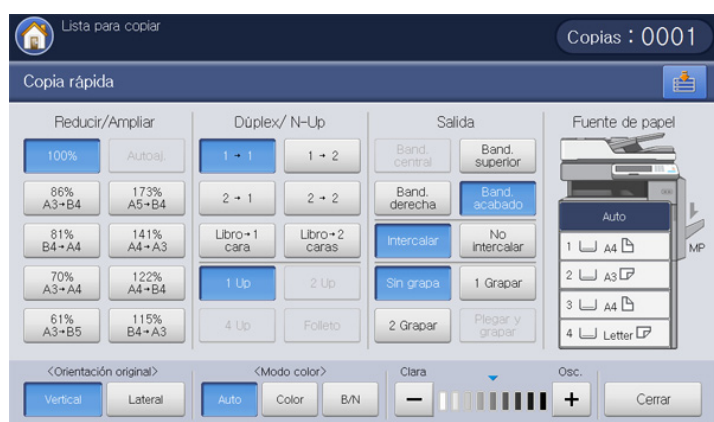 Lista para copiar
Copias : 0001
Copia rápida
Reducir/Ampliar
100%
Autoaj.
86%
A3→B4
173%
A5→B4
81%
B4→A4
141%
A4→A3
70%
A3→A4
122%
A4→B4
61%
A3→B5
115%
B4→A3
Dúplex/ N-Up
1 → 1
1 → 2
2 → 1
2 → 2
Libro→1
cara
Libro→2
caras
1 Up
2 Up
4 Up
Folleto
Salida
Band.
central
Band.
superior
Band.
derecha
Band.
acabado
Intercalar
No
intercalar
Sin grapa
1 Grapar
2 Grapar
Plegar y
grapar
Fuente de papel
Auto
1 A4
2 A3
3 A4
4 Letter
MP
<Orientación original>
Vertical
Lateral
<Modo color>
Auto
Color
B/N
Clara
Osc.
−
+
Cerrar